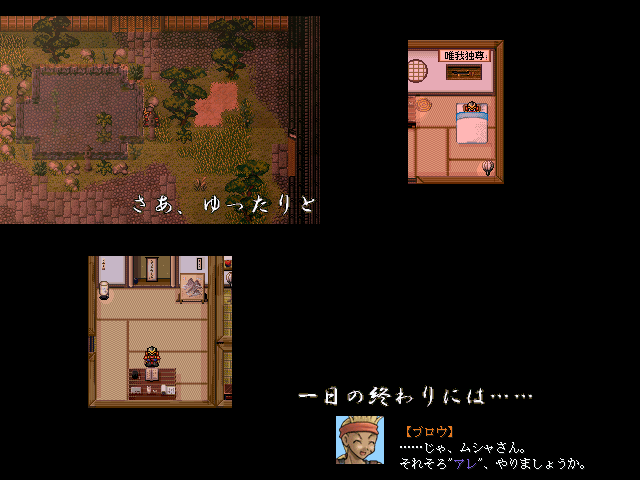 唯我独尊
さあ、ゆったりと
一日の終わりには……
【ブロウ】
……じゃ、ムシャさん。
それそろ"アレ"、やりましょうか。